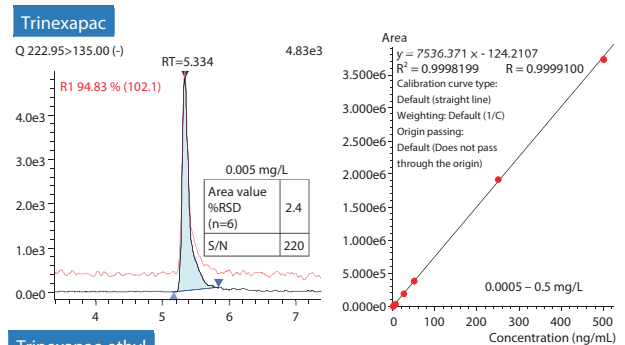 Trinexapac
Q 222.95>135.00 (-)
4.83e3
RT=5.334
R1 94.83 % (102.1)
4.0e3
3.0e3
2.0e3
1.0e3
0.0e0
4
5
6
7
0.005 mg/L
Area value
%RSD
(n=6)
2.4
S/N
220
Area
y = 7536.371 x - 124.2107
R² = 0.9998199 R = 0.9999100
Calibration curve type:
Default (straight line)
Weighting: Default (1/C)
Origin passing:
Default (Does not pass
through the origin)
3.500e6
3.000e6
2.500e6
2.000e6
1.500e6
1.000e6
5.000e5
0.000e0
0.0005 – 0.5 mg/L
0
100
200
300
400
500
Concentration (ng/mL)
Trinexapac ethyl